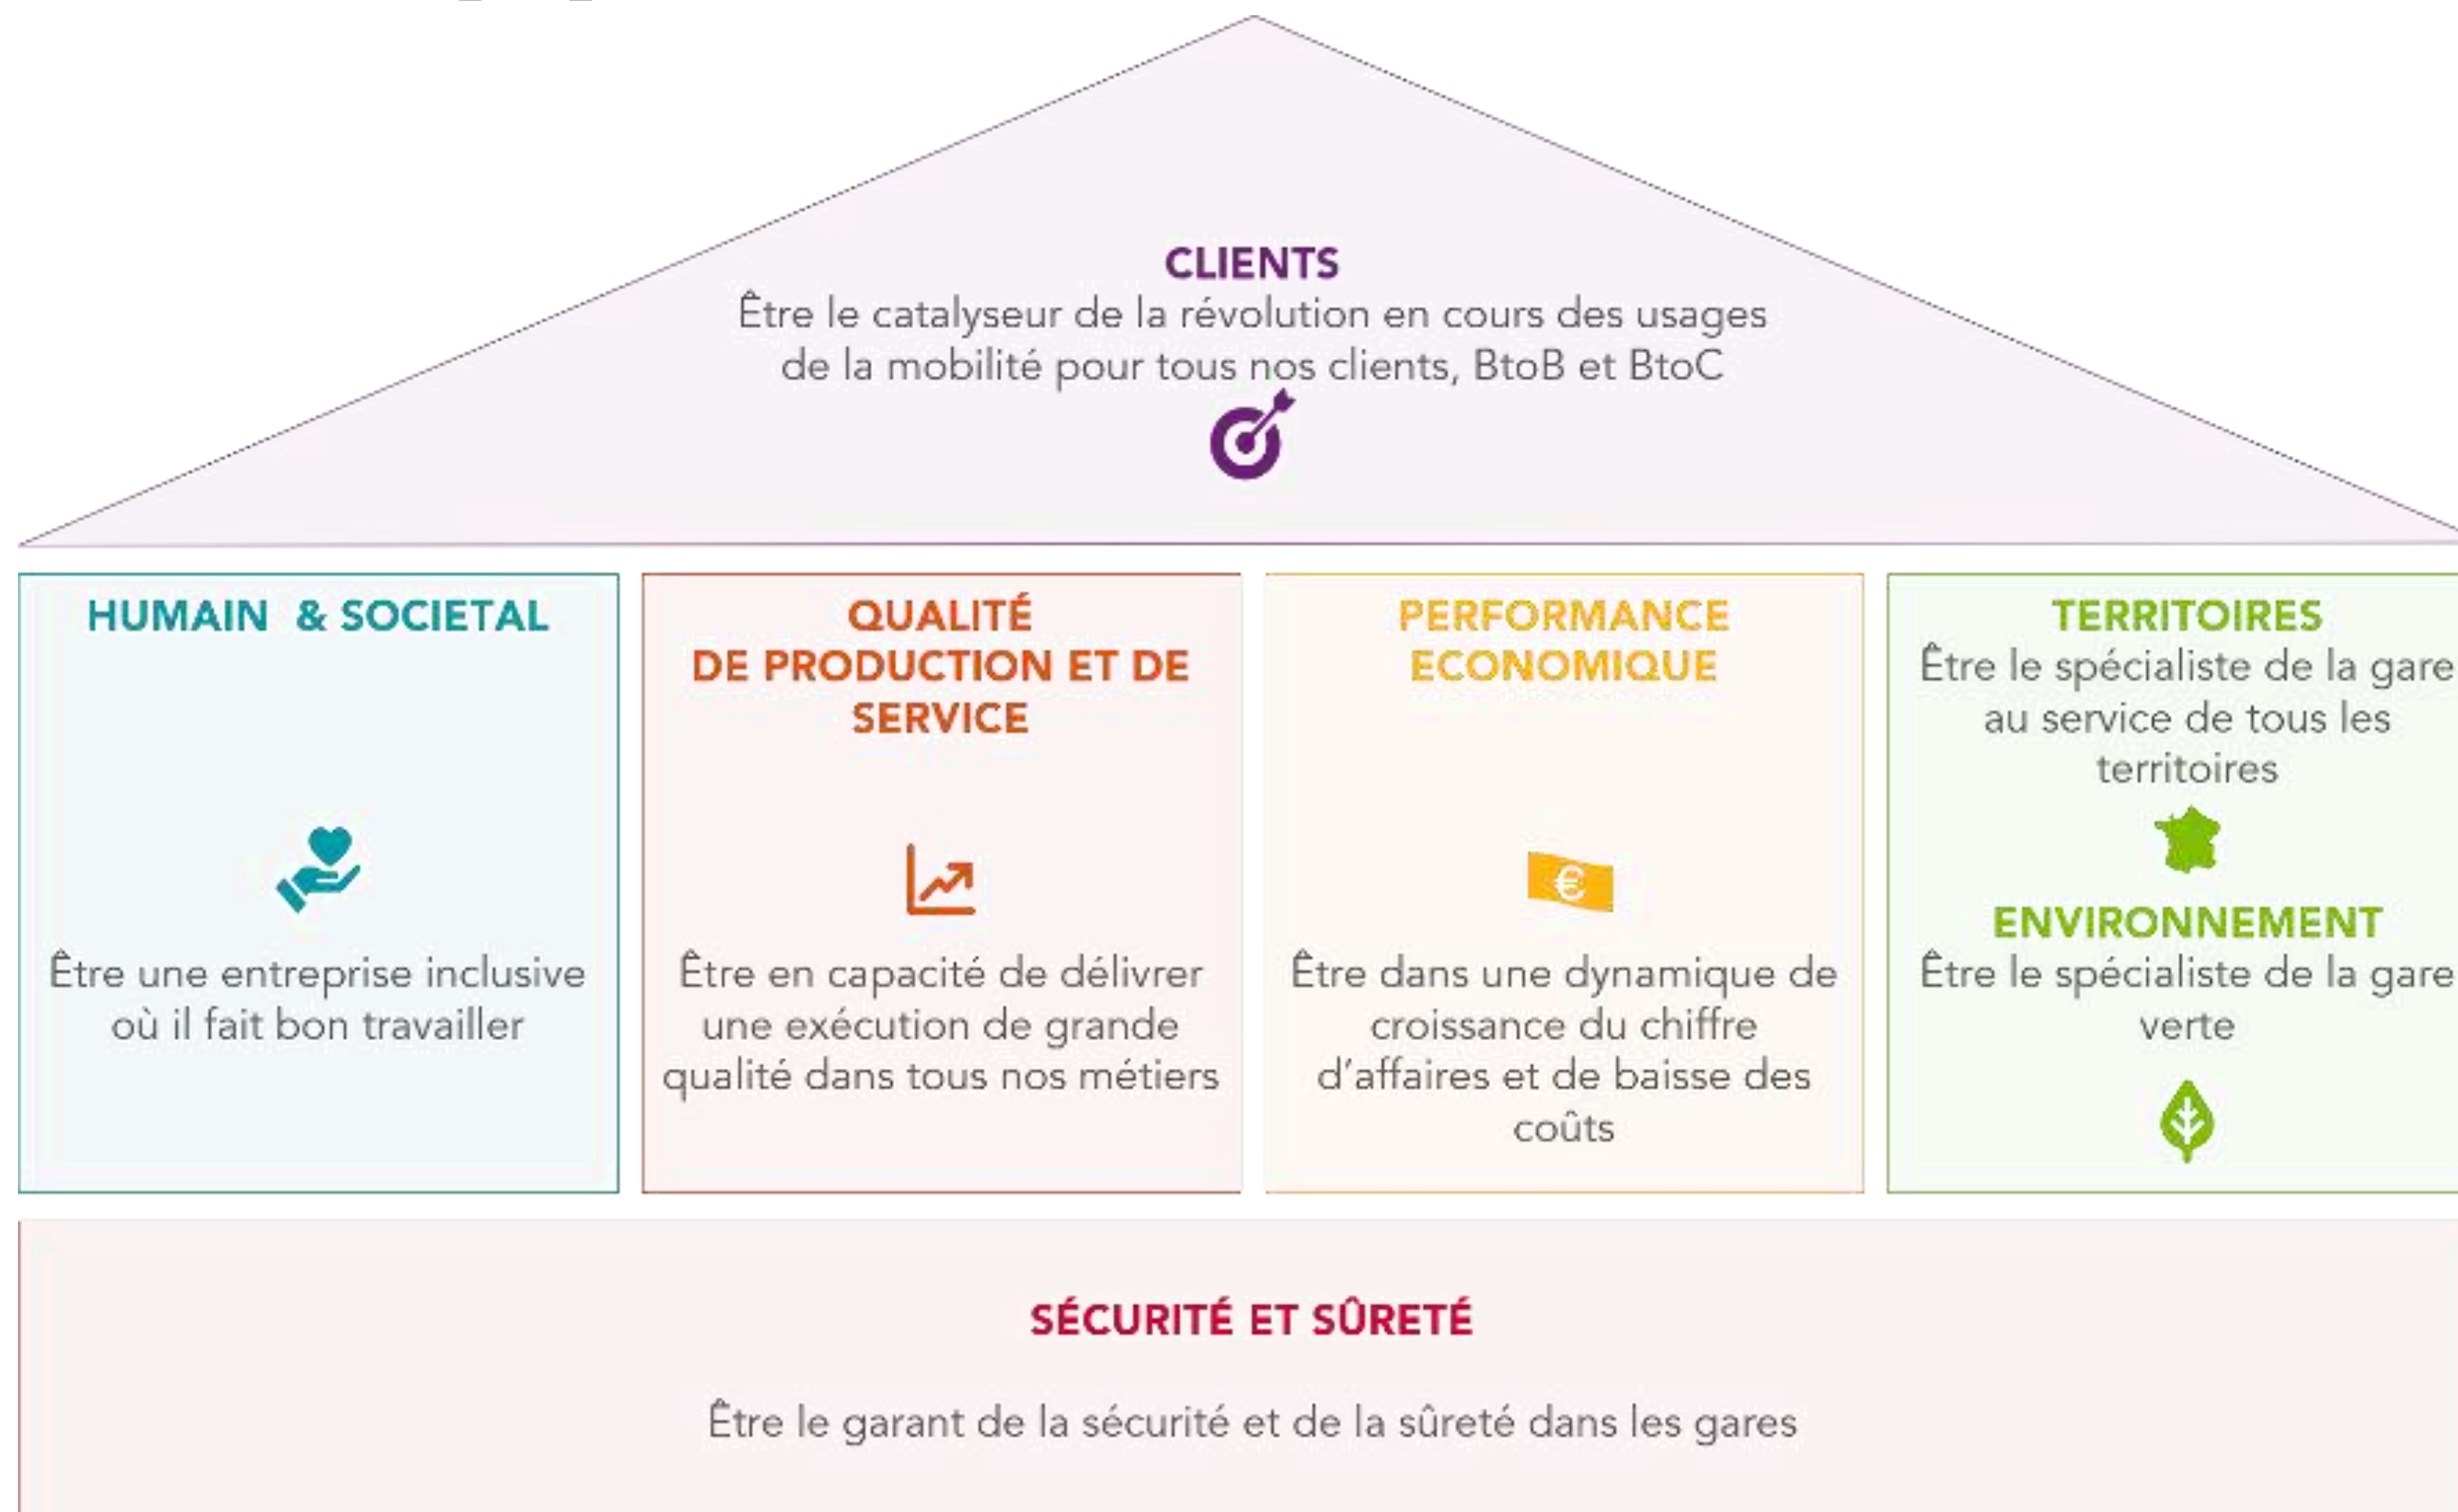 CLIENTS
Être le catalyseur de la révolution en cours des usages
de la mobilité pour tous nos clients, BtoB et BtoC
HUMAIN & SOCIETAL
Être une entreprise inclusive
où il fait bon travailler
QUALITÉ
DE PRODUCTION ET DE
SERVICE
Être en capacité de délivrer
une exécution de grande
qualité dans tous nos métiers
PERFORMANCE
ECONOMIQUE
€
Être dans une dynamique de
croissance du chiffre
d’affaires et de baisse des
coûts
TERRITOIRES
Être le spécialiste de la gare
au service de tous les
territoires
ENVIRONNEMENT
Être le spécialiste de la gare
verte
SÉCURITÉ ET SÛRETÉ
Être le garant de la sécurité et de la sûreté dans les gares